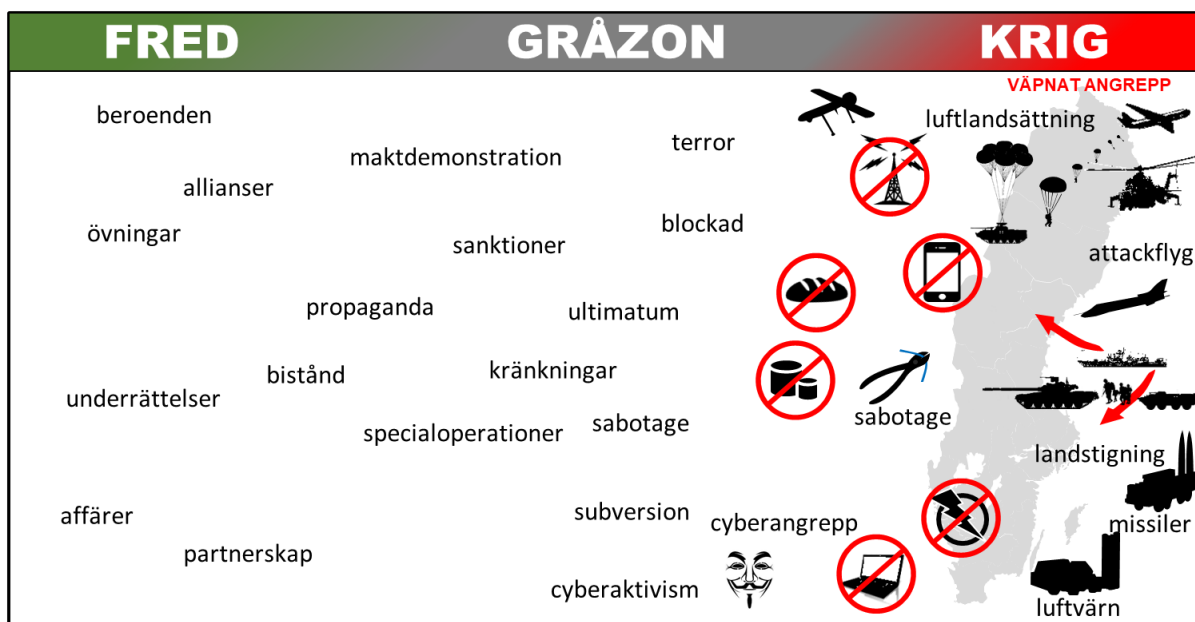 FRED
GRÅZON
KRIG
VÄPNAT ANGREPP
beroenden
luftlandsättning
terror
maktdemonstration
allianser
blockad
övningar
sanktioner
attackflyg
propaganda
ultimatum
kränkningar
bistånd
underrättelser
sabotage
sabotage
specialoperationer
landstigning
subversion
affärer
cyberangrepp
missiler
partnerskap
cyberaktivism
luftvärn